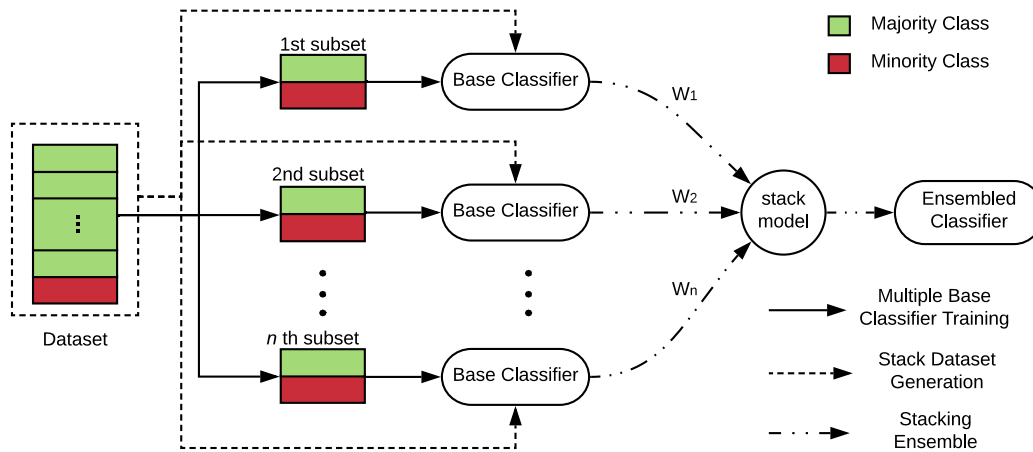 Majority Class
Minority Class
1st subset
Base Classifier
W1
2nd subset
Base Classifier
W2
stack
model
Ensembled
Classifier
...
Dataset
Wn
n th subset
Base Classifier
Multiple Base
Classifier Training
Stack Dataset
Generation
Stacking
Ensemble